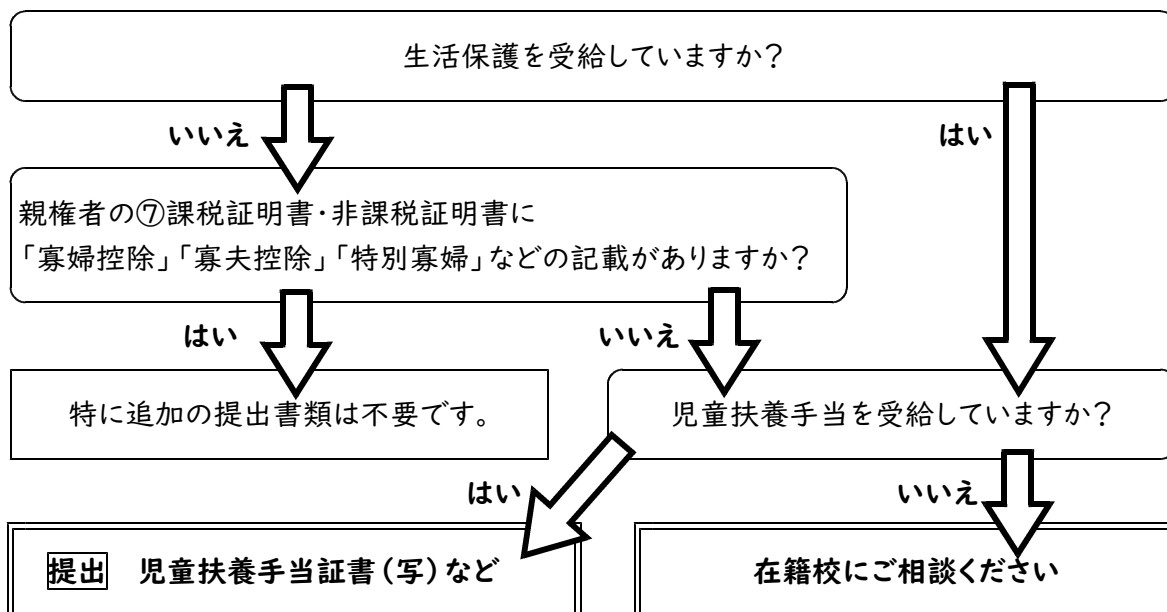 生活保護を受給していますか？
いいえ
はい
親権者の⑦課税証明書・非課税証明書に
「寡婦控除」「寡夫控除」「特別寡婦」などの記載がありますか？
はい
いいえ
特に追加の提出書類は不要です。
児童扶養手当を受給していますか？
はい
いいえ
提出 児童扶養手当証書（写）など
在籍校にご相談ください